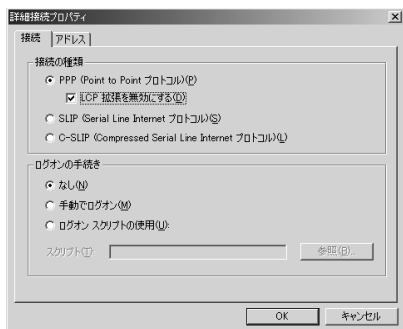 詳細接続プロパティ
接続 アドレス
接続の種類
PPP (Point to Point プロトコル)(P)
LCP 拡張を無効にする(D)
SLIP (Serial Line Internet プロトコル)(S)
C-SLIP (Compressed Serial Line Internet プロトコル)(L)
ログオンの手続き
なし(N)
手動でログオン(M)
ログオン スクリプトの使用(U):
スクリプト(T):
参照(B)...
OK キャンセル